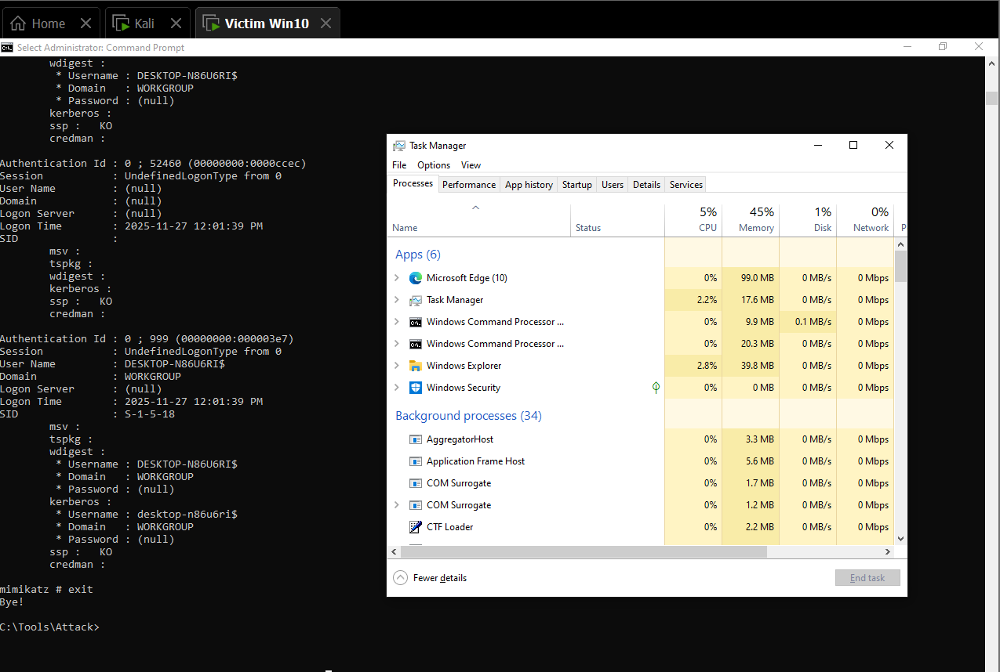 Home
Kali
Victim Win10
Select Administrator: Command Prompt
wdigest :
* Username : DESKTOP-N86U6RI$
* Domain   : WORKGROUP
* Password : (null)
kerberos :
ssp :   KO
credman :
Authentication Id : 0 ; 52460 (00000000:0000ccec)
Session           : UndefinedLogonType from 0
User Name         : (null)
Domain            : (null)
Logon Server      : (null)
Logon Time        : 2025-11-27 12:01:39 PM
SID               :
msv :
tspkg :
wdigest :
kerberos :
ssp :   KO
credman :
Authentication Id : 0 ; 999 (00000000:000003e7)
Session           : UndefinedLogonType from 0
User Name         : DESKTOP-N86U6RI$
Domain            : WORKGROUP
Logon Server      : (null)
Logon Time        : 2025-11-27 12:01:39 PM
SID               : S-1-5-18
msv :
tspkg :
wdigest :
* Username : DESKTOP-N86U6RI$
* Domain   : WORKGROUP
* Password : (null)
kerberos :
* Username : desktop-n86u6ri$
* Domain   : WORKGROUP
* Password : (null)
ssp :   KO
credman :
mimikatz # exit
Bye!
C:\Tools\Attack>
Task Manager
File Options View
Processes Performance App history Startup Users Details Services
5% 45% 1% 0%
Name Status CPU Memory Disk Network P
Apps (6)
Microsoft Edge (10) 0% 99.0 MB 0 MB/s 0 Mbps
Task Manager 2.2% 17.6 MB 0 MB/s 0 Mbps
Windows Command Processor ... 0% 9.9 MB 0.1 MB/s 0 Mbps
Windows Command Processor ... 0% 20.3 MB 0 MB/s 0 Mbps
Windows Explorer 2.8% 39.8 MB 0 MB/s 0 Mbps
Windows Security 0% 0 MB 0 MB/s 0 Mbps
Background processes (34)
AggregatorHost 0% 3.3 MB 0 MB/s 0 Mbps
Application Frame Host 0% 5.6 MB 0 MB/s 0 Mbps
COM Surrogate 0% 1.7 MB 0 MB/s 0 Mbps
COM Surrogate 0% 1.2 MB 0 MB/s 0 Mbps
CTF Loader 0% 2.2 MB 0 MB/s 0 Mbps
Fewer details
End task